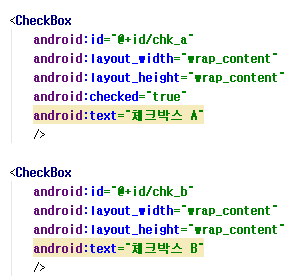 <CheckBox
android:id="@+id/chk_a"
android:layout_width="wrap_content"
android:layout_height="wrap_content"
android:checked="true"
android:text="체크박스 A"
/>
<CheckBox
android:id="@+id/chk_b"
android:layout_width="wrap_content"
android:layout_height="wrap_content"
android:text="체크박스 B"
/>